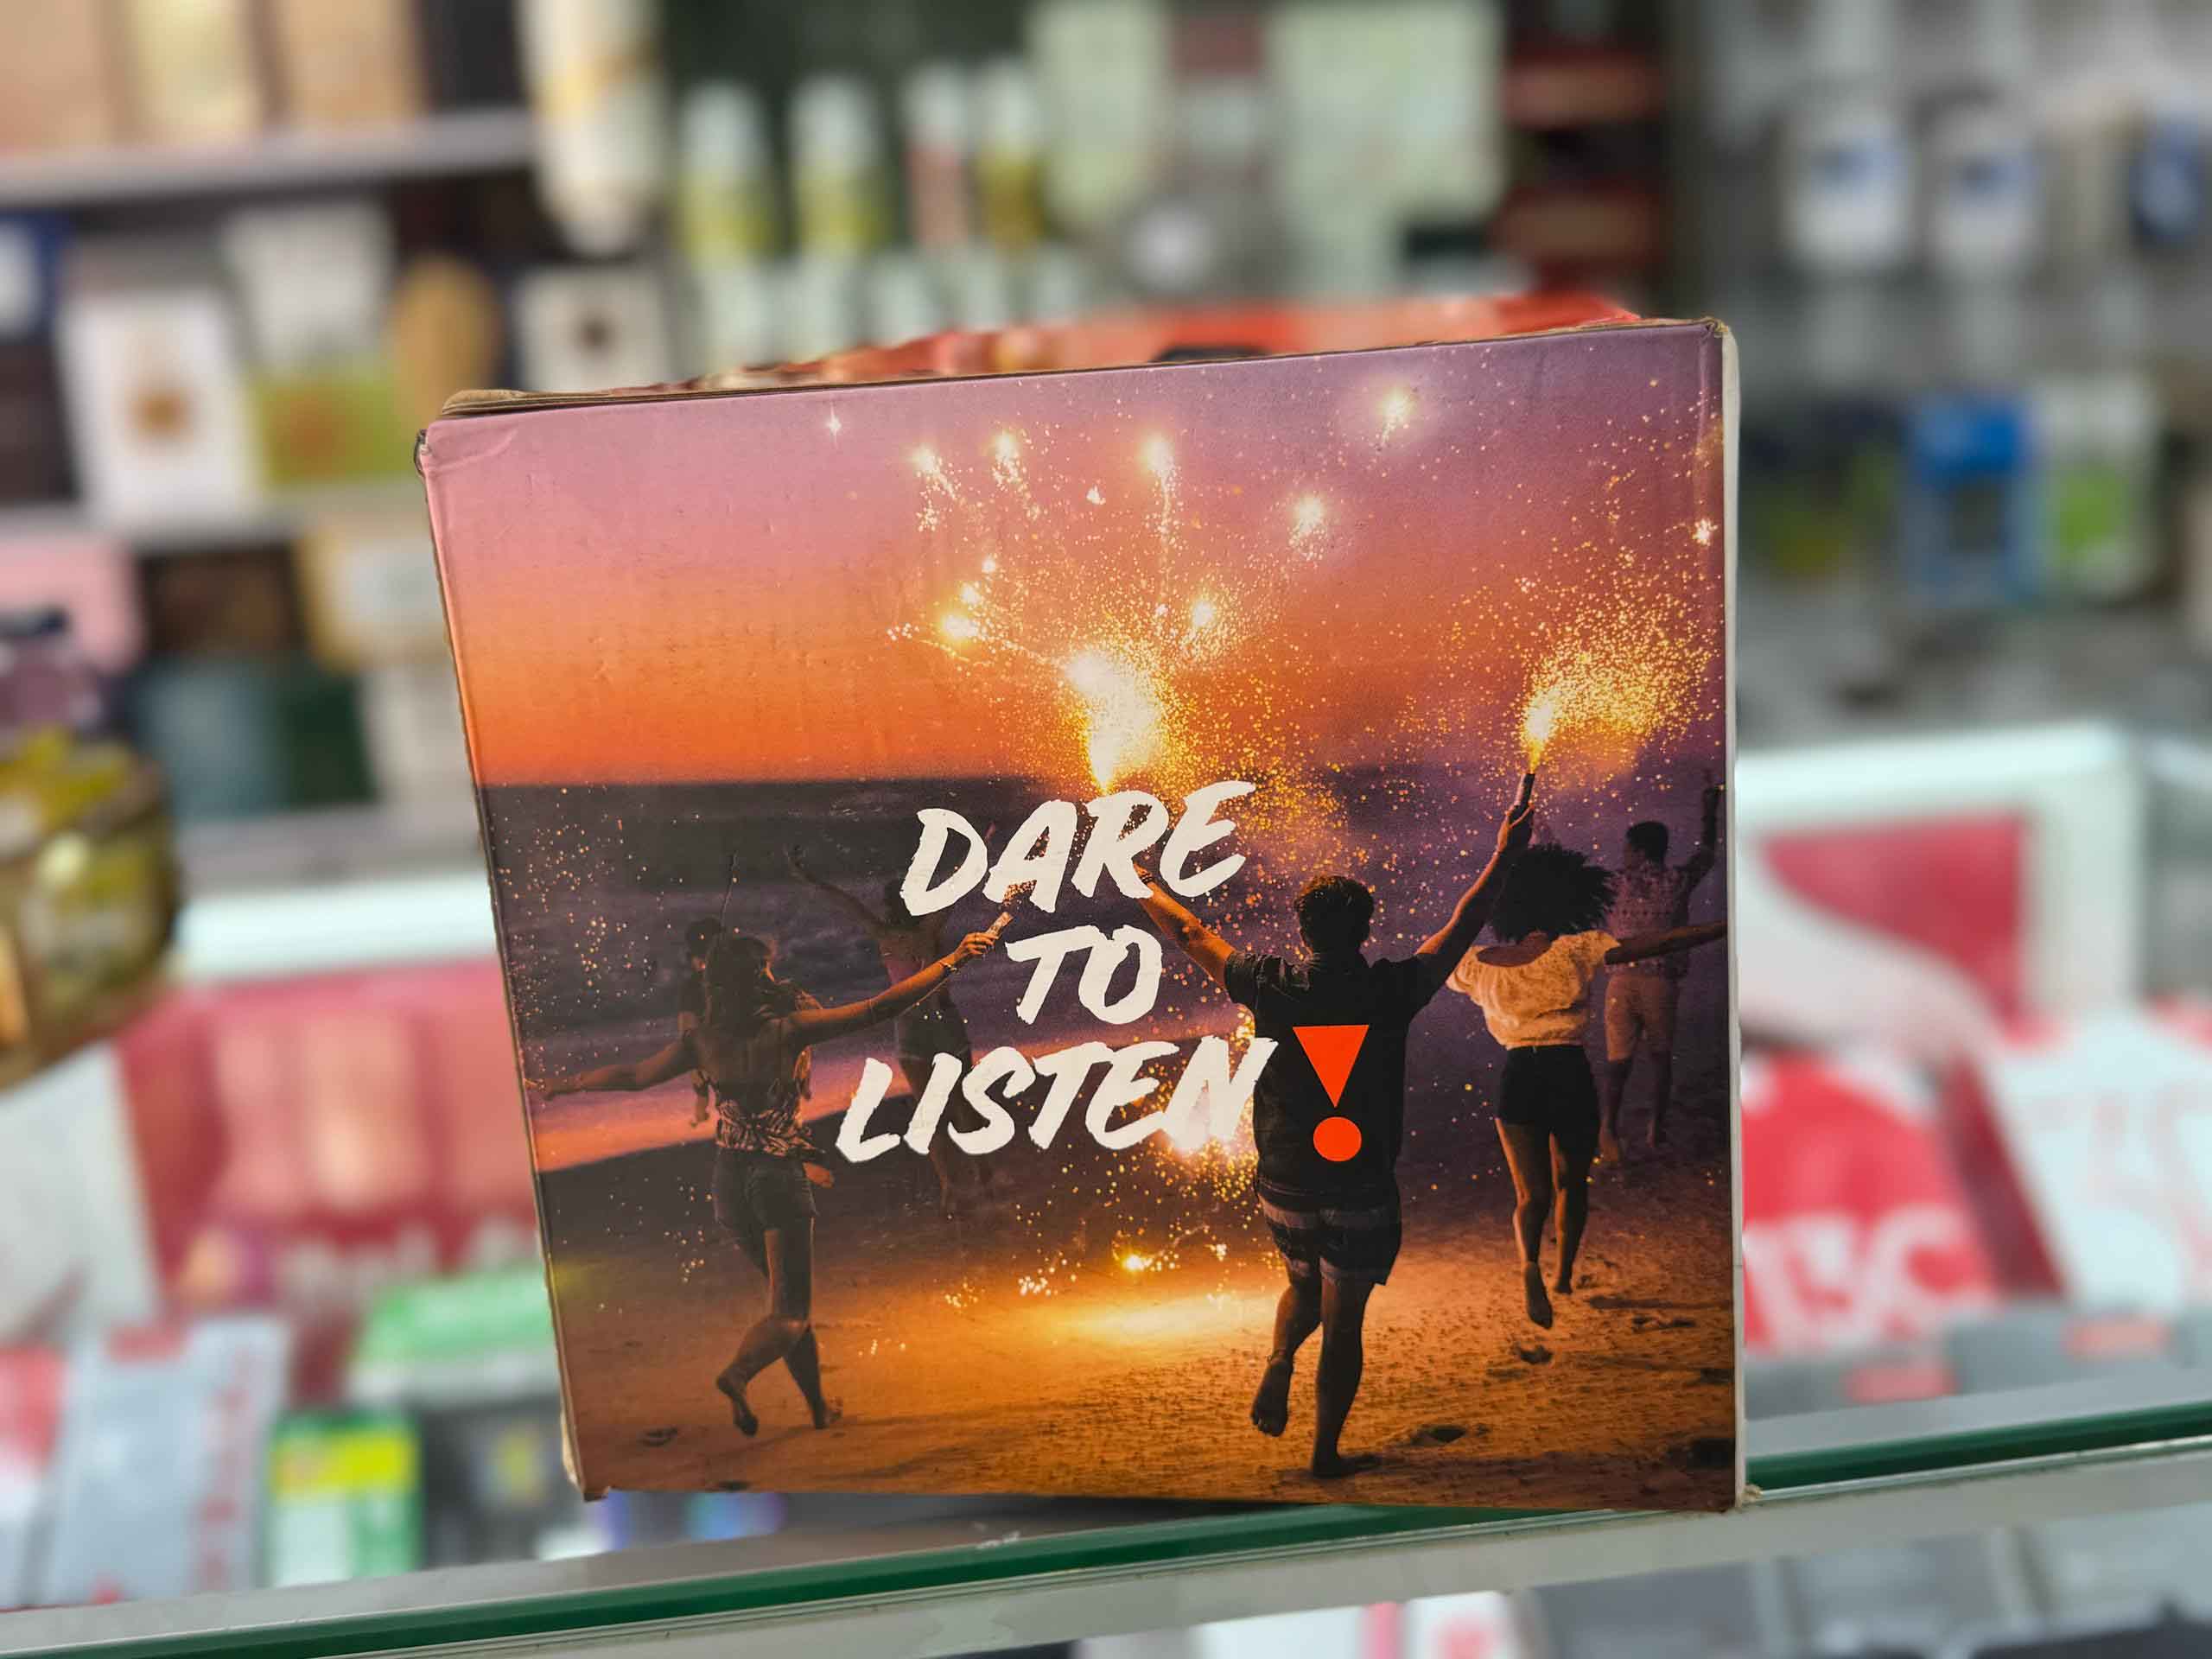 DARE
TO
LISTEN